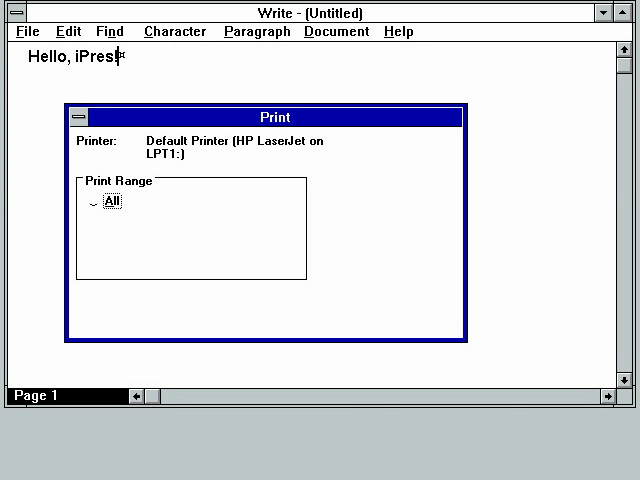 Write - (Untitled)
File Edit Find Character Paragraph Document Help
Hello, iPres!¤
Print
Printer: Default Printer (HP LaserJet on
LPT1:)
Print Range
All
Page 1